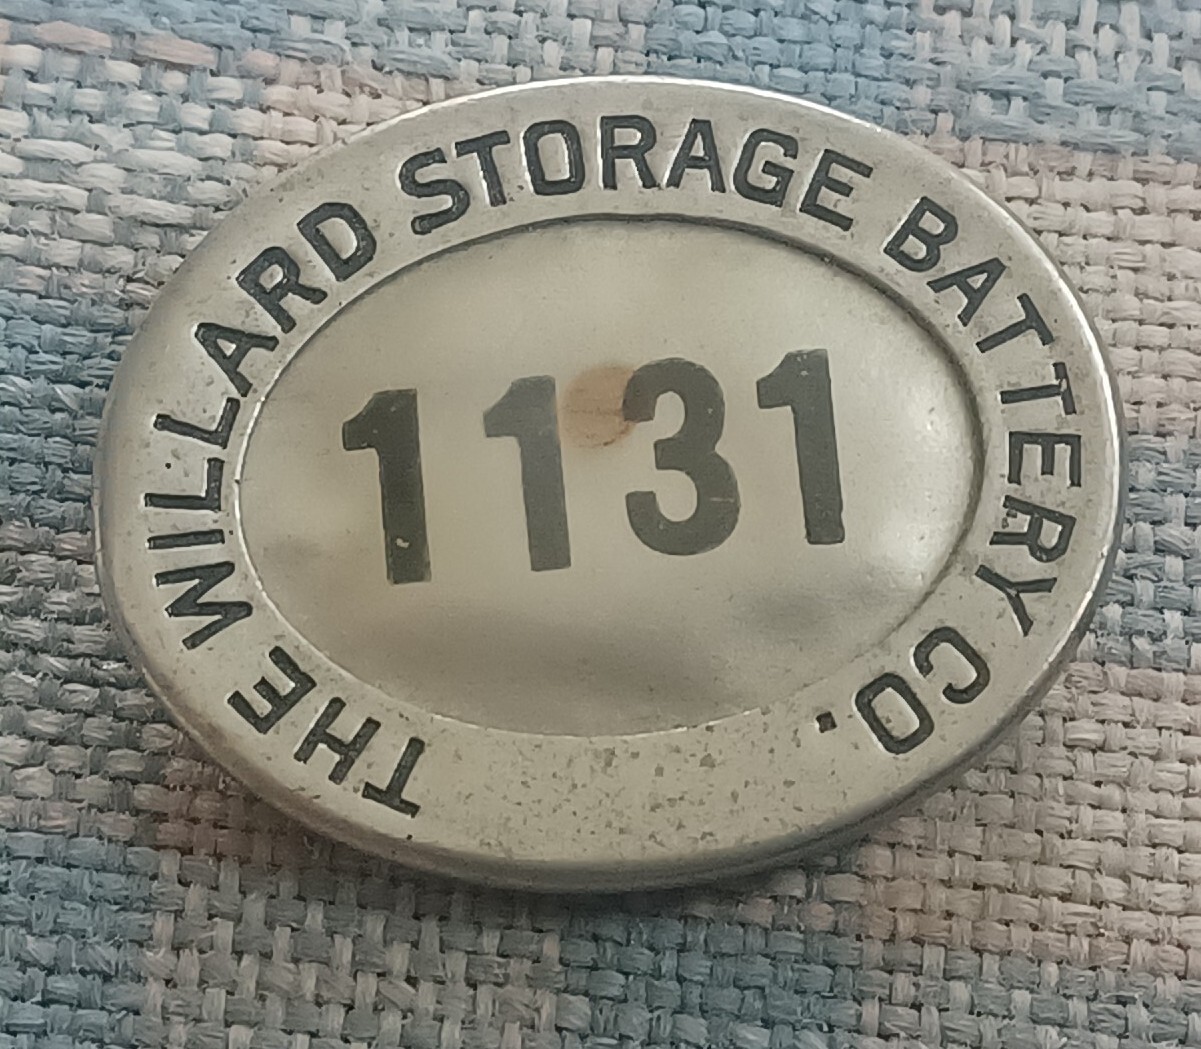 THE WILLARD STORAGE BATTERY CO.
1131